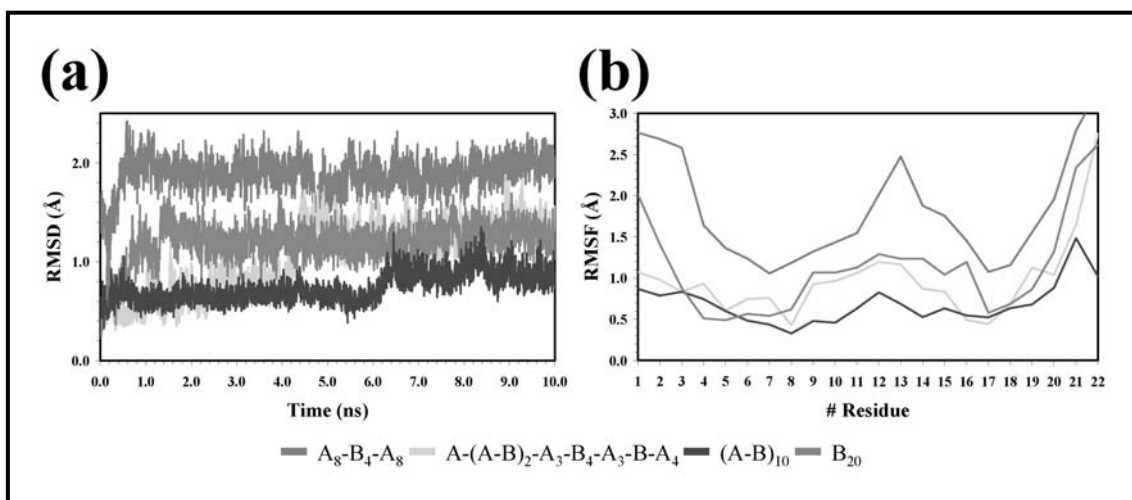 (a)
RMSD (Å)
2.0
1.0
0.0
0.0 1.0 2.0 3.0 4.0 5.0 6.0 7.0 8.0 9.0 10.0
Time (ns)
(b)
RMSF (Å)
3.0
2.5
2.0
1.5
1.0
0.5
0.0
1 2 3 4 5 6 7 8 9 10 11 12 13 14 15 16 17 18 19 20 21 22
# Residue
A₈-B₄-A₈ A-(A-B)₂-A₃-B₄-A₃-B-A₄ (A-B)₁₀ B₂₀